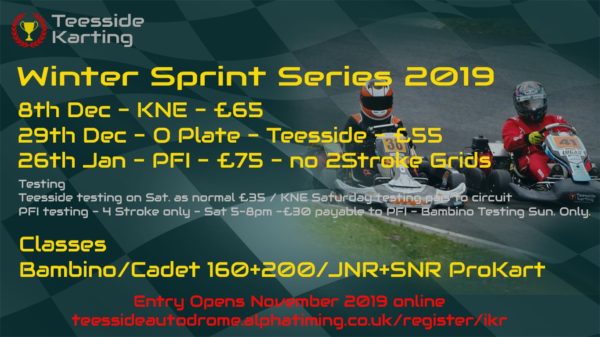 Teesside
Karting
Winter Sprint Series 2019
8th Dec - KNE - £65
29th Dec - O Plate - Teesside - £55
26th Jan - PFI - £75 - no 2Stroke Grids
Testing
Teesside testing on Sat. as normal £35 / KNE Saturday testing paid to circuit
PFI testing - 4 Stroke only - Sat 5-8pm -£30 payable to PFI - Bambino Testing Sun. Only.
Classes
Bambino/Cadet 160+200/JNR+SNR ProKart
Entry Opens November 2019 online
teessideautodrome.alphatiming.co.uk/register/ikr
36
41